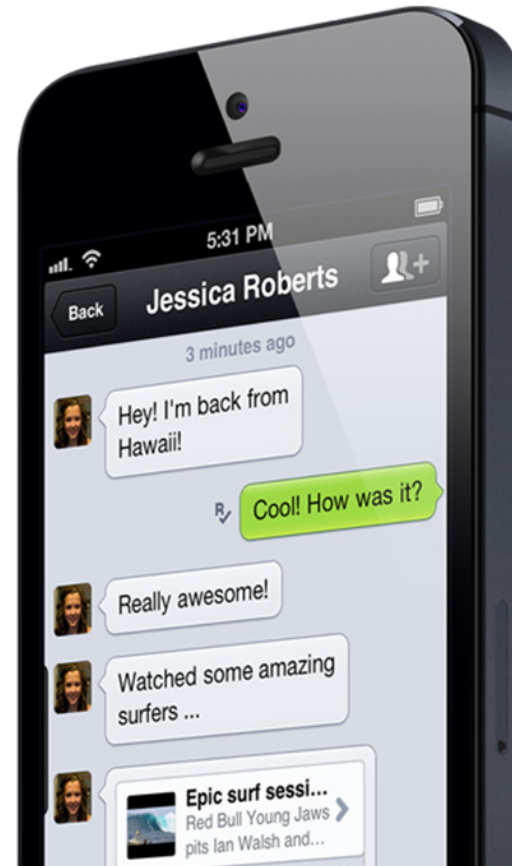 5:31 PM
Back
Jessica Roberts
3 minutes ago
Hey! I'm back from
Hawaii!
R
Cool! How was it?
Really awesome!
Watched some amazing
surfers ...
Epic surf sessi...
Red Bull Young Jaws
pits Ian Walsh and...